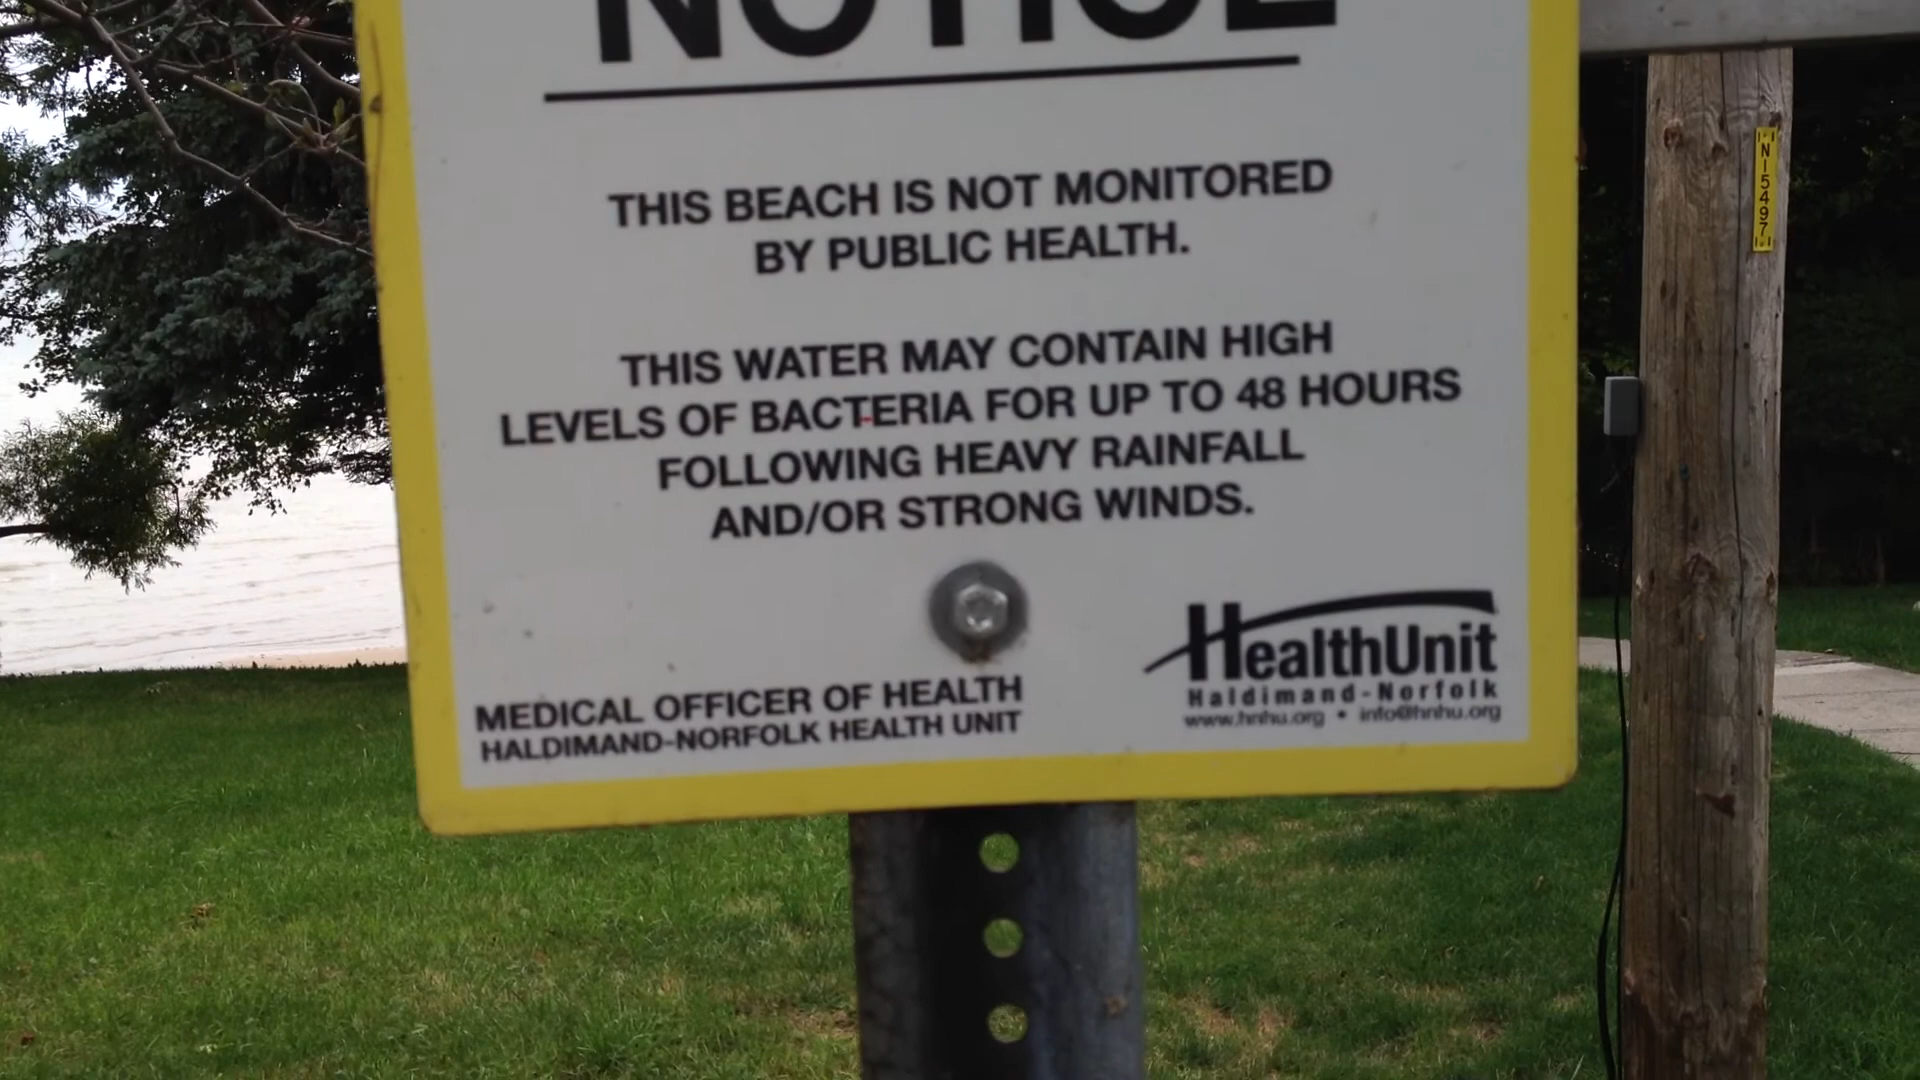 NOTICE
THIS BEACH IS NOT MONITORED
BY PUBLIC HEALTH.
THIS WATER MAY CONTAIN HIGH
LEVELS OF BACTERIA FOR UP TO 48 HOURS
FOLLOWING HEAVY RAINFALL
AND/OR STRONG WINDS.
MEDICAL OFFICER OF HEALTH
HALDIMAND-NORFOLK HEALTH UNIT
HealthUnit
Haldimand-Norfolk
www.hnhu.org • info@hnhu.org
N15497